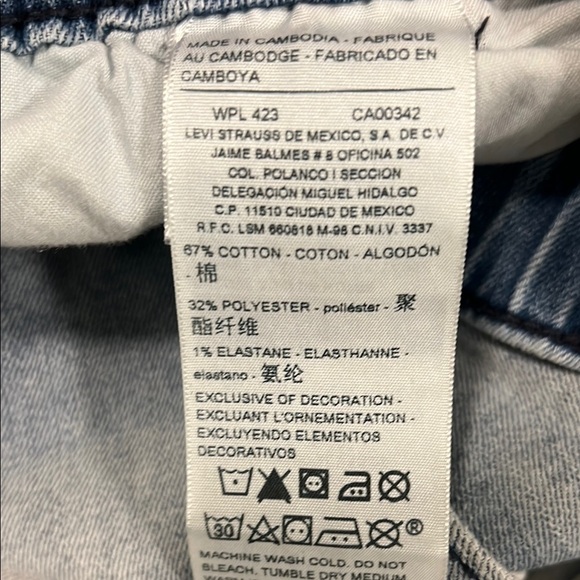 MADE IN CAMBODIA - FABRIQUE
AU CAMBODGE - FABRICADO EN
CAMBOYA
WPL 423 CA00342
LEVI STRAUSS DE MEXICO, S.A. DE C.V
JAIME BALMES # 8 OFICINA 502
COL. POLANCO I SECCION
DELEGACIÓN MIGUEL HIDALGO
C.P. 11510 CIUDAD DE MEXICO
R.F.C. LSM 660618 M-98 C.N.I.V. 3337
67% COTTON - COTON - ALGODÓN
- 棉
32% POLYESTER - poliéster - 聚
酯纤维
1% ELASTANE - ELASTHANNE -
elastano - 氨纶
EXCLUSIVE OF DECORATION -
EXCLUANT L'ORNEMENTATION -
EXCLUYENDO ELEMENTOS
DECORATIVOS
30 ®
MACHINE WASH COLD. DO NOT
BLEACH. TUMBLE DRY MEDIUM